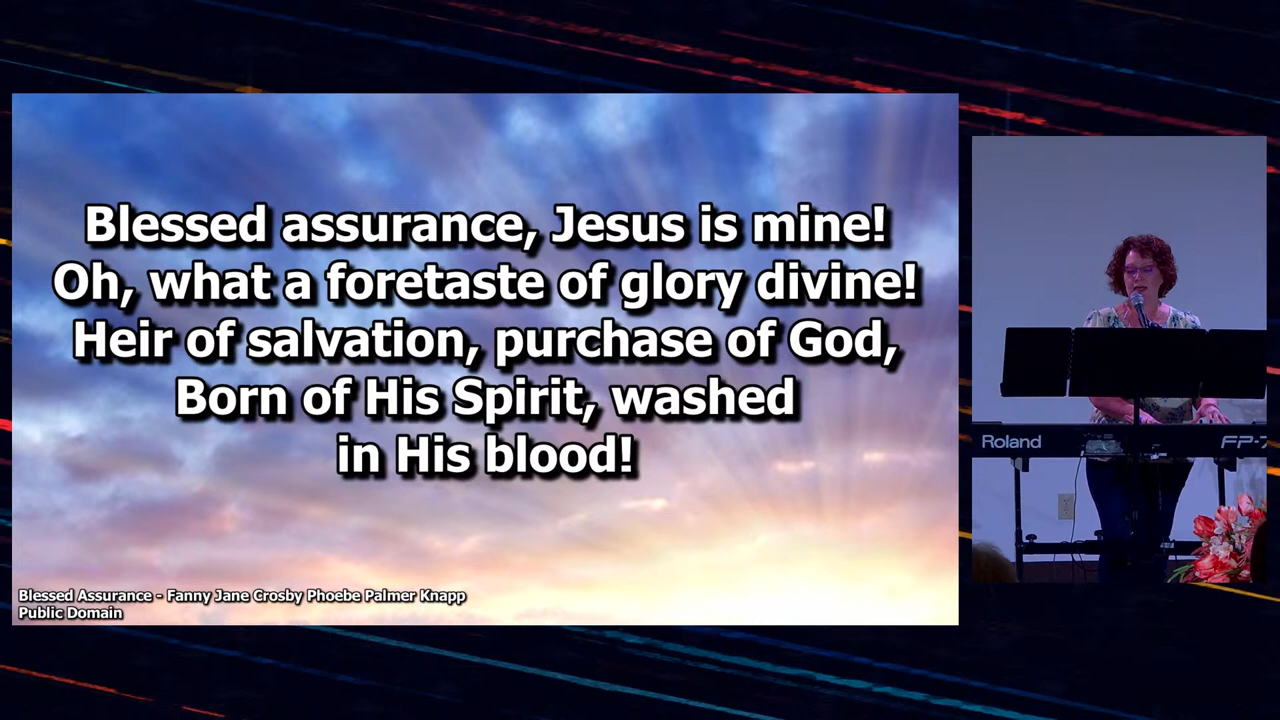 Blessed assurance, Jesus is mine!
Oh, what a foretaste of glory divine!
Heir of salvation, purchase of God,
Born of His Spirit, washed
in His blood!
Blessed Assurance - Fanny Jane Crosby Phoebe Palmer Knapp
Public Domain
Roland